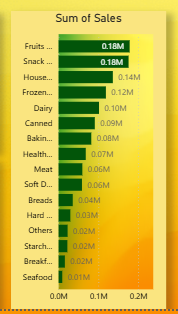 Sum of Sales
Fruits ... 0.18M
Snack ... 0.18M
House... 0.14M
Frozen... 0.12M
Dairy 0.10M
Canned 0.09M
Bakin... 0.08M
Health... 0.07M
Meat 0.06M
Soft D... 0.06M
Breads 0.04M
Hard ... 0.03M
Others 0.02M
Starch... 0.02M
Breakf... 0.02M
Seafood 0.01M
0.0M 0.1M 0.2M